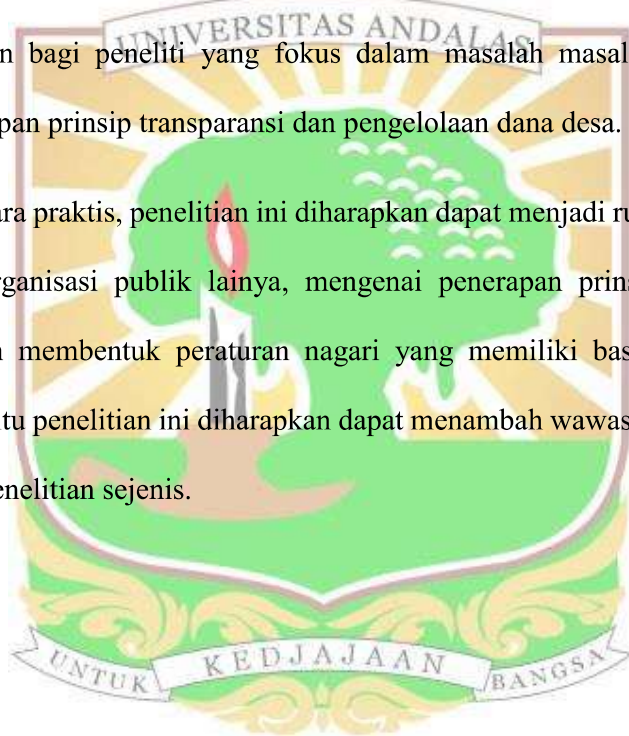 UNIVERSITAS ANDALAS
n bagi peneliti yang fokus dalam masalah masal
pan prinsip transparansi dan pengelolaan dana desa.
ara praktis, penelitian ini diharapkan dapat menjadi ru
rganisasi publik lainya, mengenai penerapan prins
n membentuk peraturan nagari yang memiliki bas
itu penelitian ini diharapkan dapat menambah wawas
enelitian sejenis.
UNTUK KEDJAJAAN BANGSA